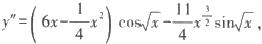 y″=(6x−1/4 x²) cos√x − 11/4 x^(3/2) sin√x ,